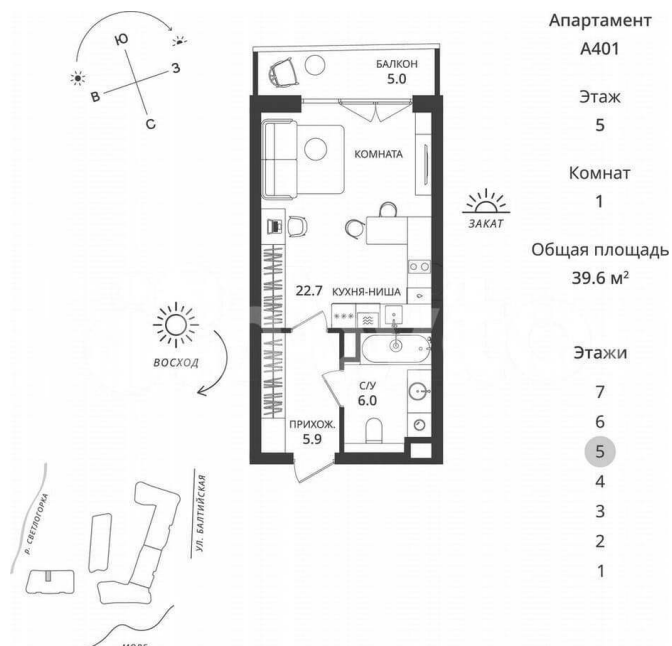 Ю
З
В
С
БАЛКОН
5.0
КОМНАТА
22.7 КУХНЯ-НИША
С/У
6.0
ПРИХОЖ.
5.9
ЗАКАТ
ВОСХОД
Р. СВЕТЛОГОРКА
УЛ. БАЛТИЙСКАЯ
Апартамент
А401
Этаж
5
Комнат
1
Общая площадь
39.6 м²
Этажи
7
6
5
4
3
2
1